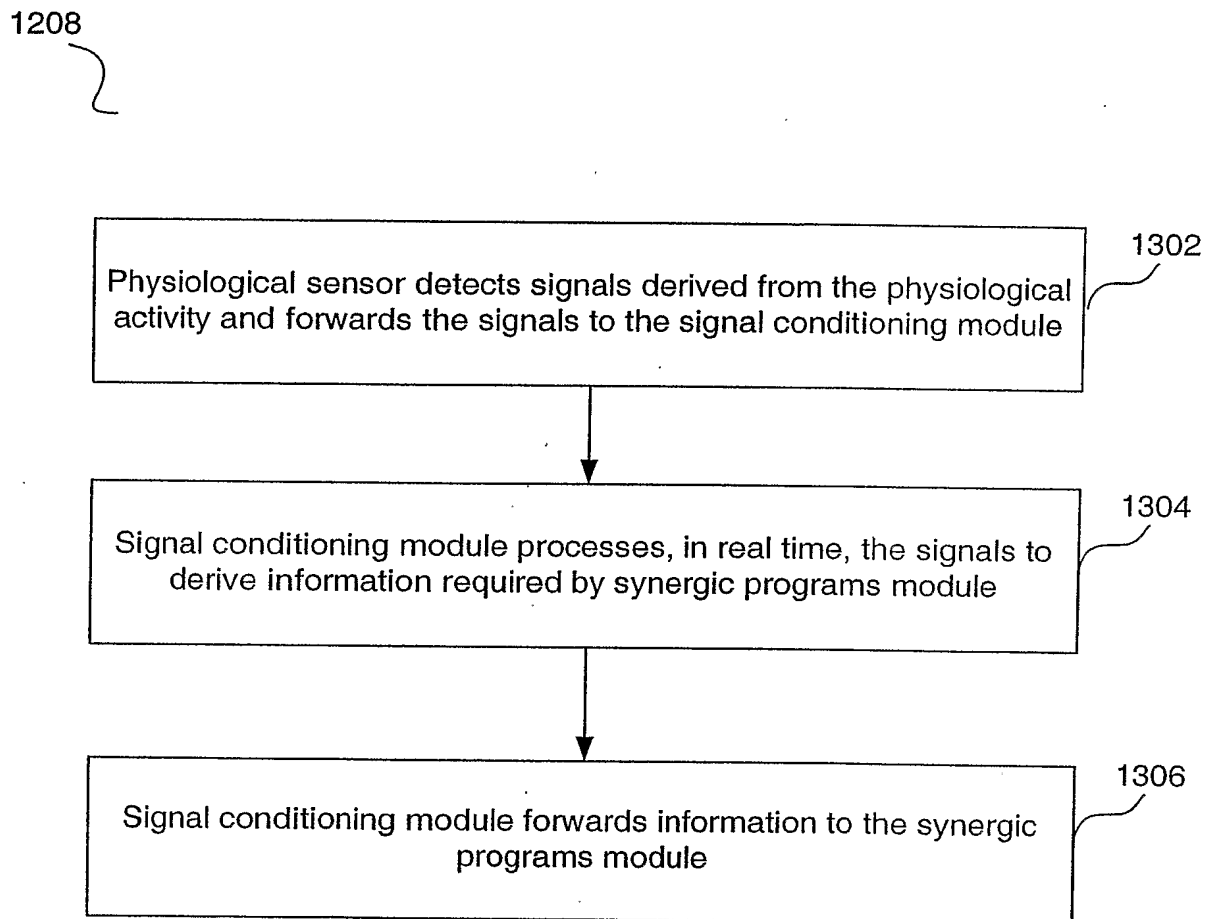 1208
1302
Physiological sensor detects signals derived from the physiological
activity and forwards the signals to the signal conditioning module
1304
Signal conditioning module processes, in real time, the signals to
derive information required by synergic programs module
1306
Signal conditioning module forwards information to the synergic
programs module